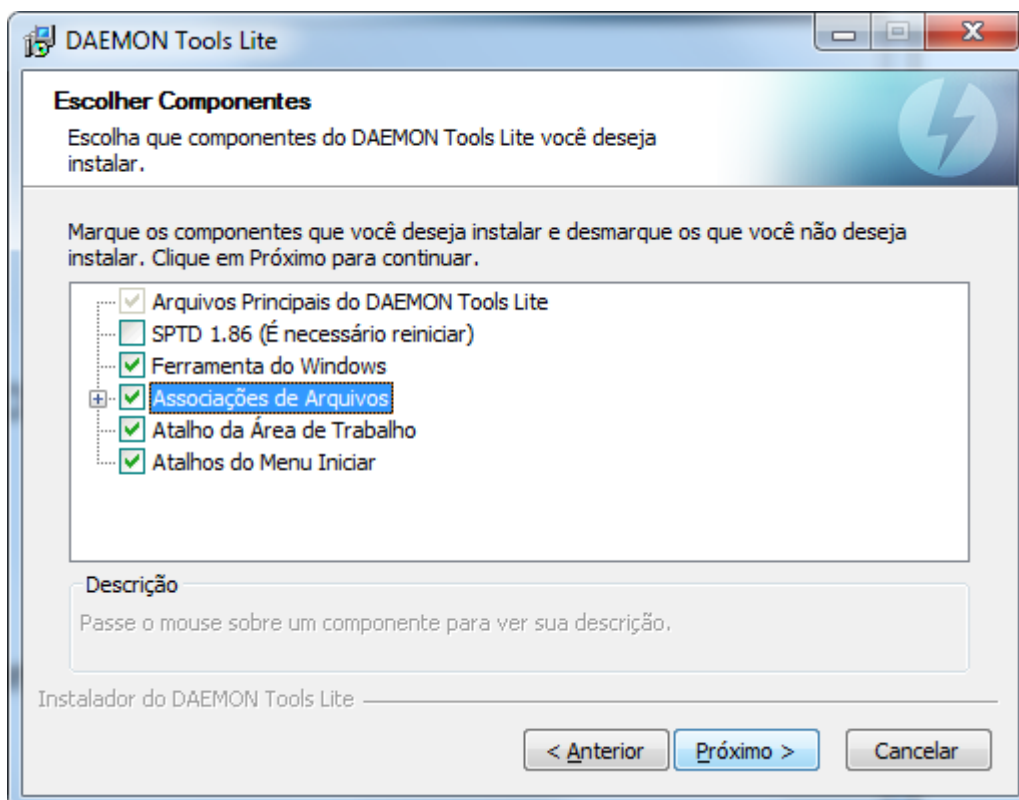 DAEMON Tools Lite
Escolher Componentes
Escolha que componentes do DAEMON Tools Lite você deseja
instalar.
Marque os componentes que você deseja instalar e desmarque os que você não deseja
instalar. Clique em Próximo para continuar.
Arquivos Principais do DAEMON Tools Lite
SPTD 1.86 (É necessário reiniciar)
Ferramenta do Windows
Associações de Arquivos
Atalho da Área de Trabalho
Atalhos do Menu Iniciar
Descrição
Passe o mouse sobre um componente para ver sua descrição.
Instalador do DAEMON Tools Lite
< Anterior
Próximo >
Cancelar